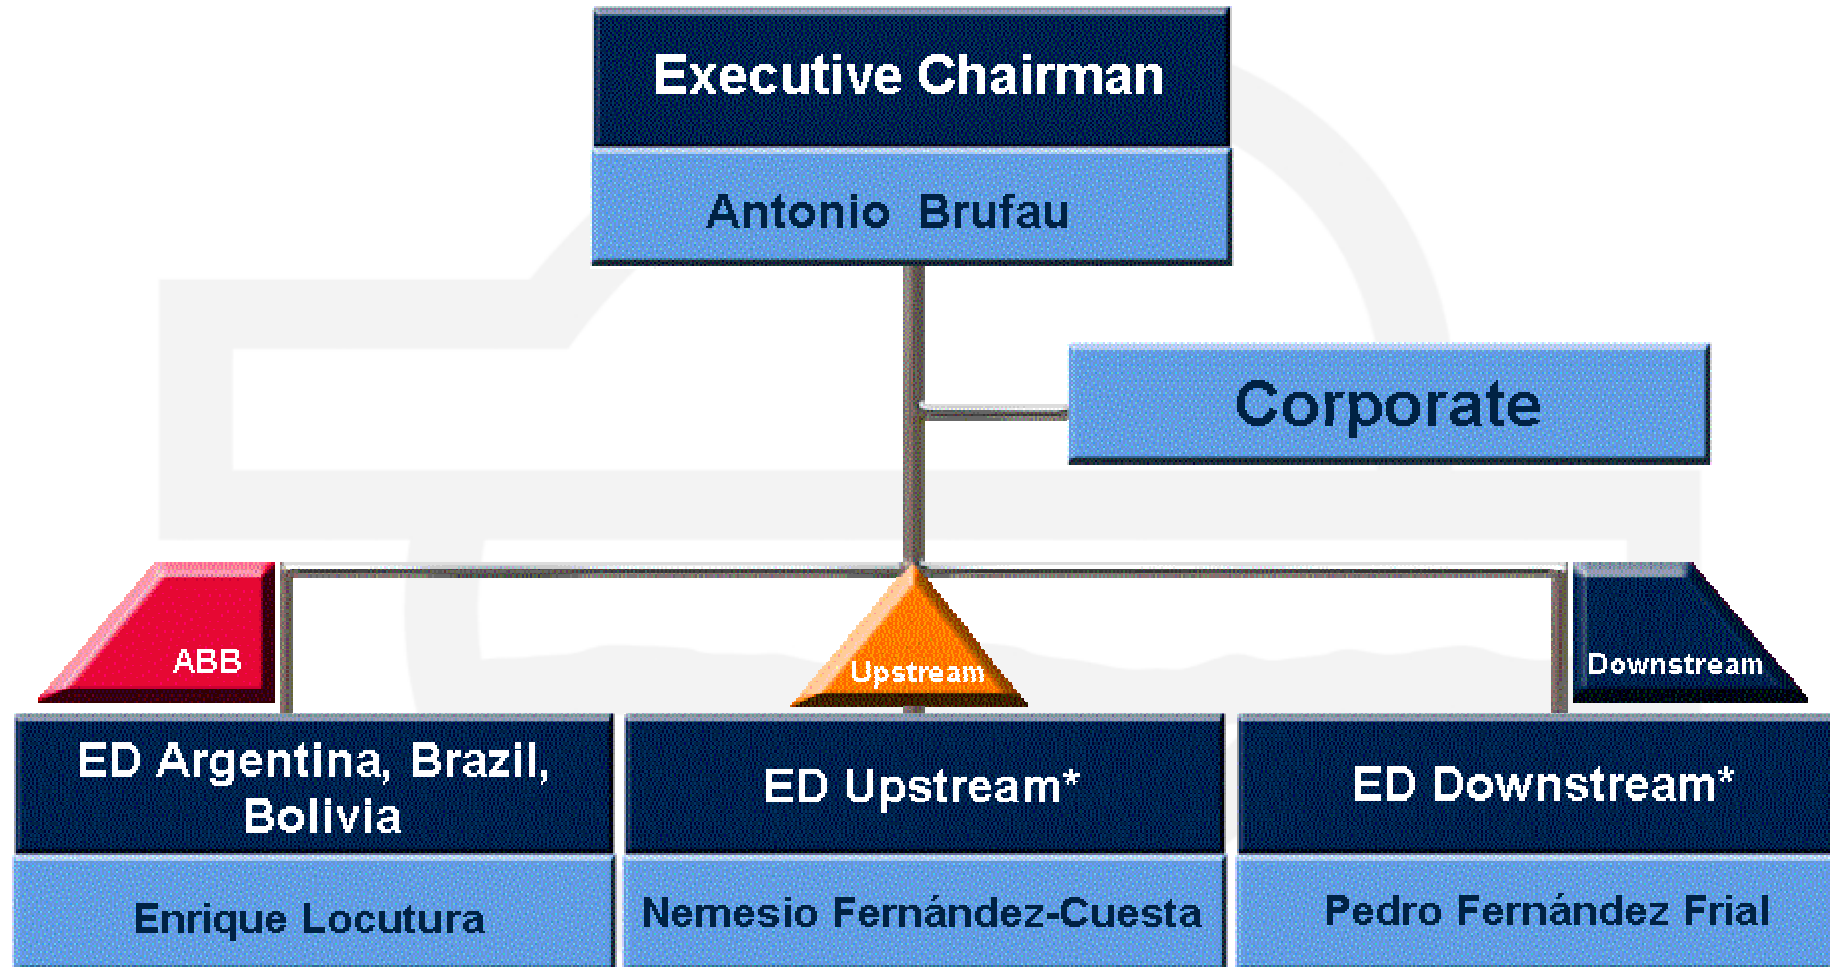 Executive Chairman
Antonio Brufau
Corporate
ABB
Upstream
Downstream
ED Argentina, Brazil,
Bolivia
ED Upstream*
ED Downstream*
Enrique Locutura
Nemesio Fernández-Cuesta
Pedro Fernández Frial